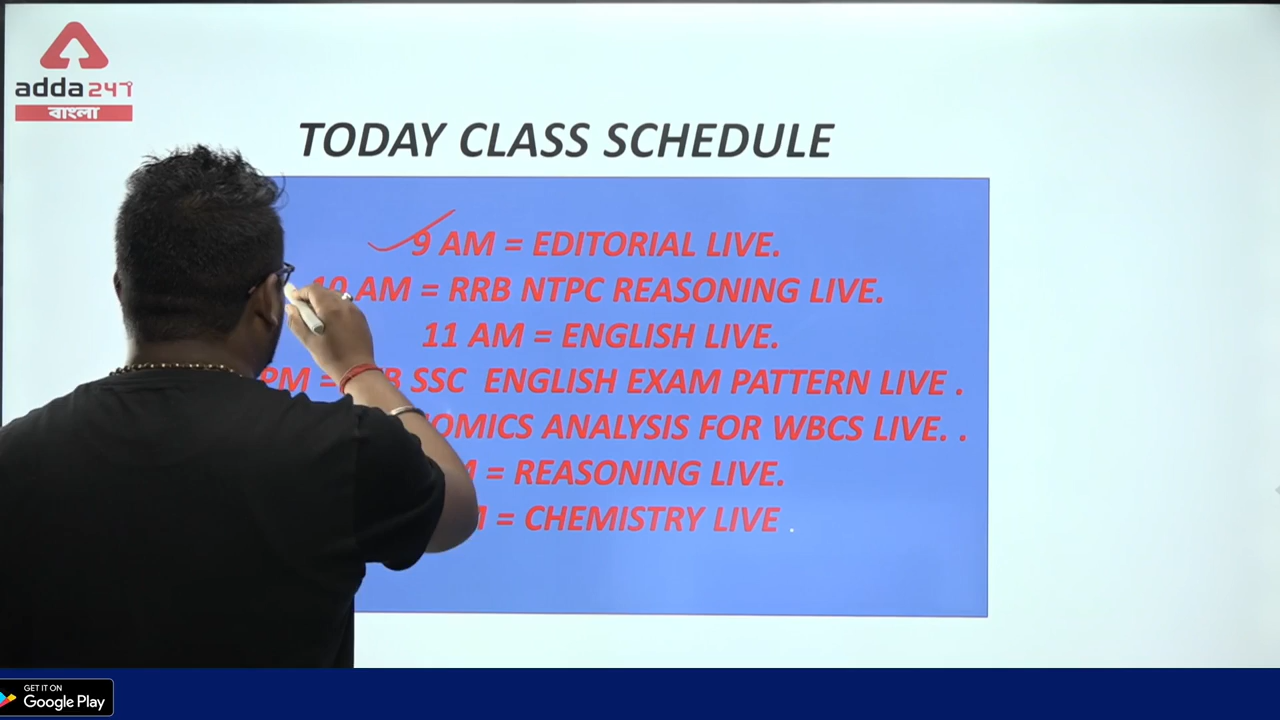 adda 247
বাংলা
TODAY CLASS SCHEDULE
9 AM = EDITORIAL LIVE.
10 AM = RRB NTPC REASONING LIVE.
11 AM = ENGLISH LIVE.
PM = SSC ENGLISH EXAM PATTERN LIVE .
ANALYSIS FOR WBCS LIVE. .
= REASONING LIVE.
= CHEMISTRY LIVE .
GET IT ON
Google Play